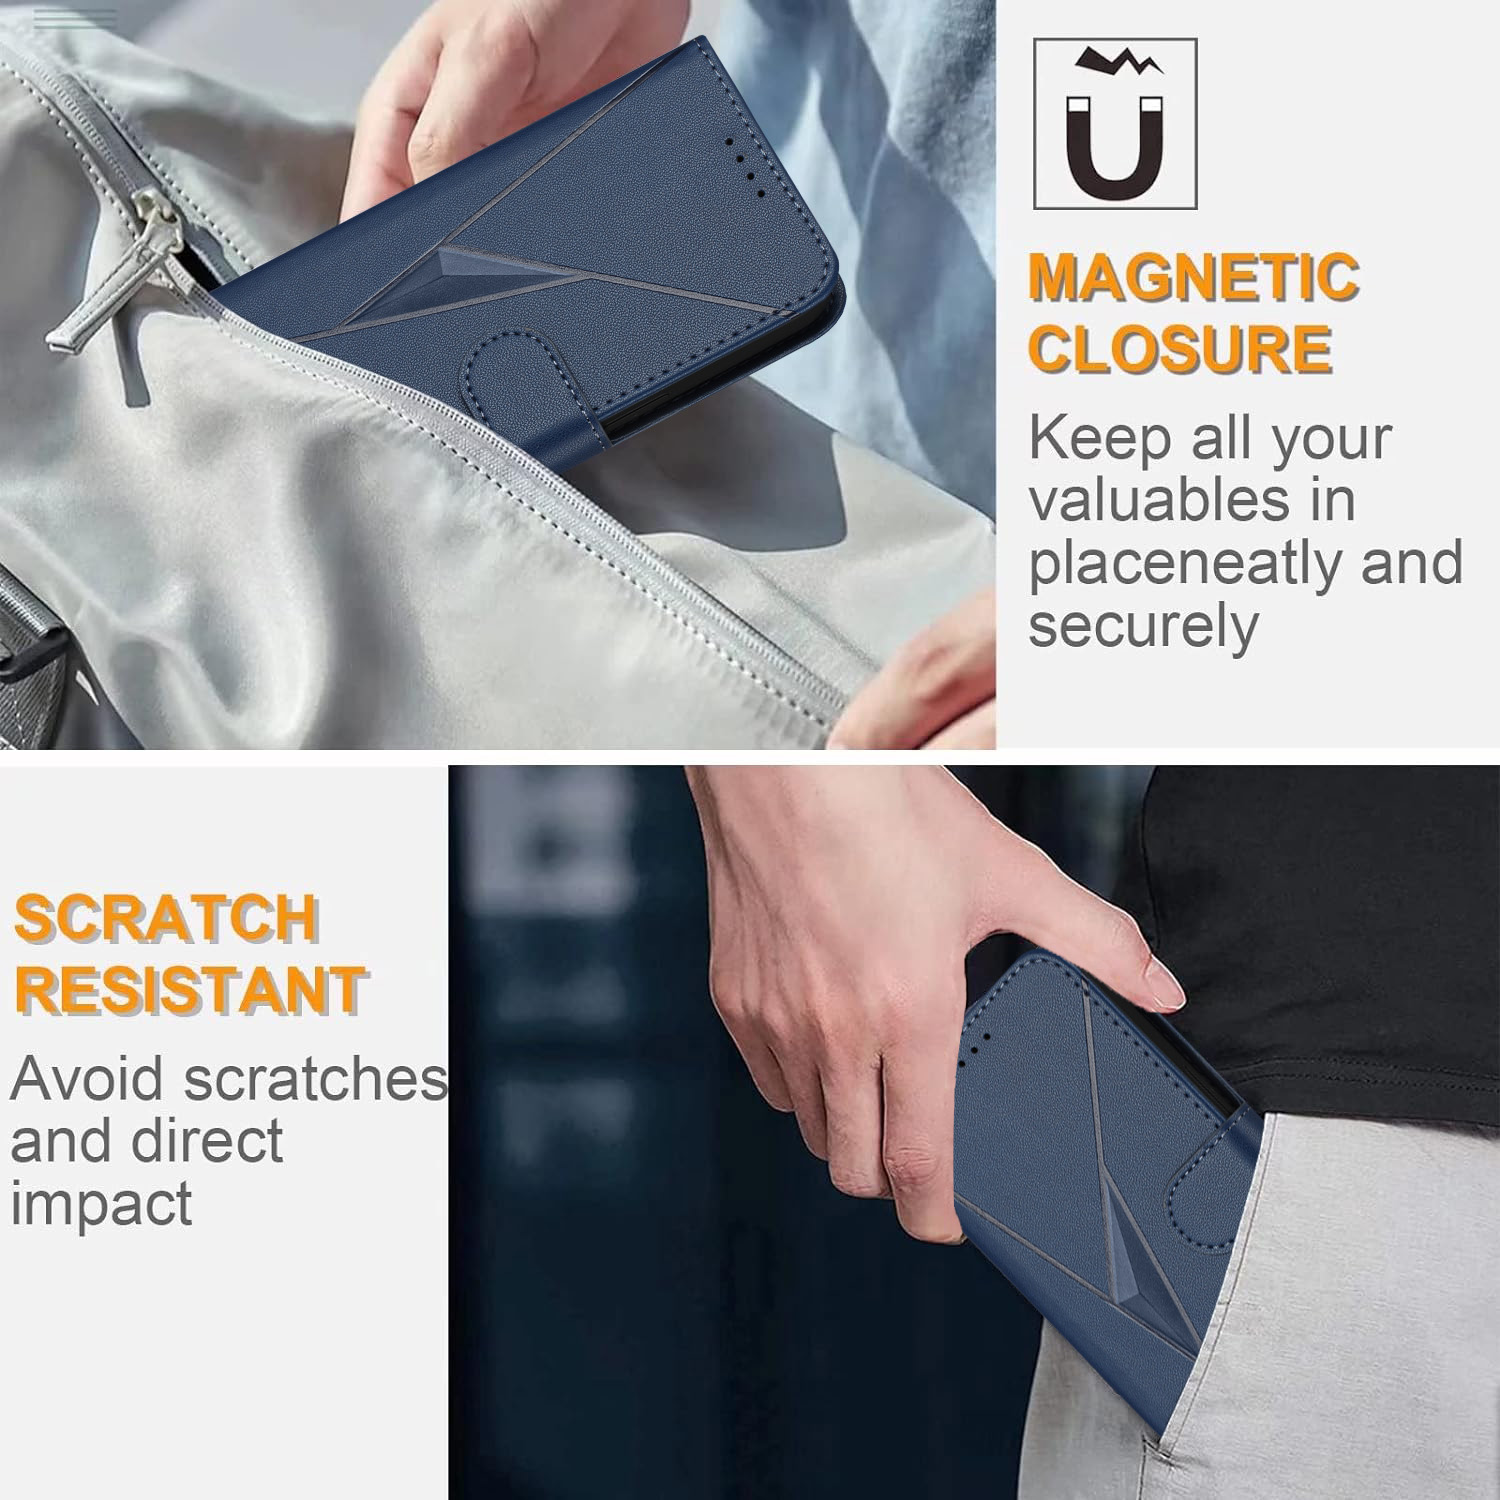 MAGNETIC
CLOSURE
Keep all your
valuables in
placeneatly and
securely
SCRATCH
RESISTANT
Avoid scratches
and direct
impact